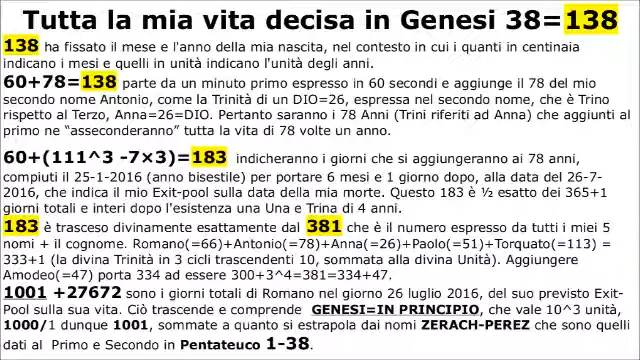 Tutta la mia vita decisa in Genesi 38=138
138 ha fissato il mese e l'anno della mia nascita, nel contesto in cui i quanti in centinaia
indicano i mesi e quelli in unità indicano l'unità degli anni.
60+78=138 parte da un minuto primo espresso in 60 secondi e aggiunge il 78 del mio
secondo nome Antonio, come la Trinità di un DIO=26, espressa nel secondo nome, che è Trino
rispetto al Terzo, Anna=26=DIO. Pertanto saranno i 78 Anni (Trini riferiti ad Anna) che aggiunti al
primo ne “asseconderanno” tutta la vita di 78 volte un anno.
60+(111^3 -7×3)=183 indicheranno i giorni che si aggiungeranno ai 78 anni,
compiuti il 25-1-2016 (anno bisestile) per portare 6 mesi e 1 giorno dopo, alla data del 26-7-
2016, che indica il mio Exit-pool sulla data della mia morte. Questo 183 è ½ esatto dei 365+1
giorni totali e interi dopo l'esistenza una Una e Trina di 4 anni.
183 è trasceso divinamente esattamente dal 381 che è il numero espresso da tutti i miei 5
nomi + il cognome. Romano(=66)+Antonio(=78)+Anna(=26)+Paolo(=51)+Torquato(=113) =
333+1 (la divina Trinità in 3 cicli trascendenti 10, sommata alla divina Unità). Aggiungere
Amodeo(=47) porta 334 ad essere 300+3^4=381=334+47.
1001 +27672 sono i giorni totali di Romano nel giorno 26 luglio 2016, del suo previsto Exit-
Pool sulla sua vita. Ciò trascende e comprende GENESI=IN PRINCIPIO, che vale 10^3 unità,
1000/1 dunque 1001, sommate a quanto si estrapola dai nomi ZERACH-PEREZ che sono quelli
dati al Primo e Secondo in Pentateuco 1-38.